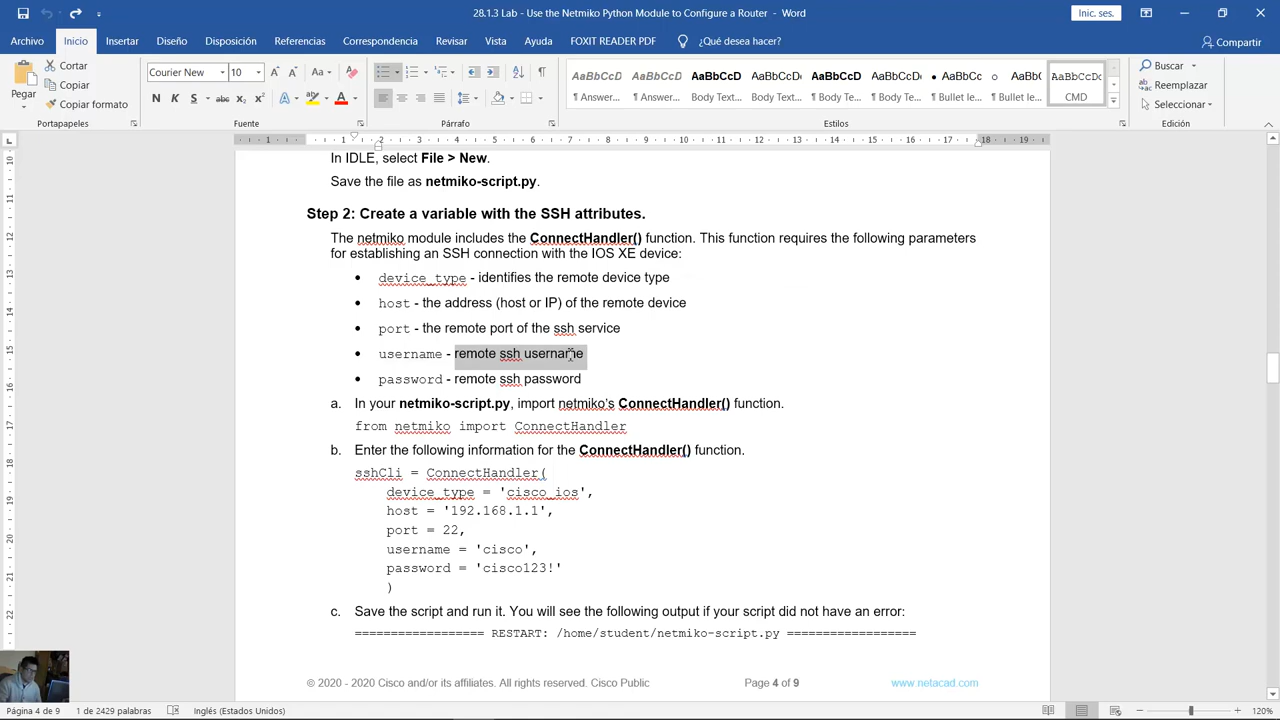 28.1.3 Lab - Use the Netmiko Python Module to Configure a Router - Word
Inic. ses.
Archivo Inicio Insertar Diseño Disposición Referencias Correspondencia Revisar Vista Ayuda FOXIT READER PDF ¿Qué desea hacer? Compartir
Pegar
Cortar
Copiar
Copiar formato
Portapapeles
Courier New 10
Fuente
Párrafo
AaBbCcD AaBbCcD AaBbCcD AaBbCcD AaBbCcD AaBbCcD AaBbCc AaBbC AaBbCcDc
¶ Answer... ¶ Answer... Body Text... ¶ Body Te... ¶ Body Te... Body Text... ¶ Bullet le... ¶ Bullet le... CMD
Estilos
Buscar
Reemplazar
Seleccionar
Edición
In IDLE, select File > New.
Save the file as netmiko-script.py.
Step 2: Create a variable with the SSH attributes.
The netmiko module includes the ConnectHandler() function. This function requires the following parameters
for establishing an SSH connection with the IOS XE device:
• device_type - identifies the remote device type
• host - the address (host or IP) of the remote device
• port - the remote port of the ssh service
• username - remote ssh username
• password - remote ssh password
a. In your netmiko-script.py, import netmiko's ConnectHandler() function.
from netmiko import ConnectHandler
b. Enter the following information for the ConnectHandler() function.
sshCli = ConnectHandler(
device_type = 'cisco_ios',
host = '192.168.1.1',
port = 22,
username = 'cisco',
password = 'cisco123!'
)
c. Save the script and run it. You will see the following output if your script did not have an error:
================== RESTART: /home/student/netmiko-script.py ==================
© 2020 - 2020 Cisco and/or its affiliates. All rights reserved. Cisco Public Page 4 of 9 www.netacad.com
Página 4 de 9 1 de 2429 palabras Inglés (Estados Unidos) 120%